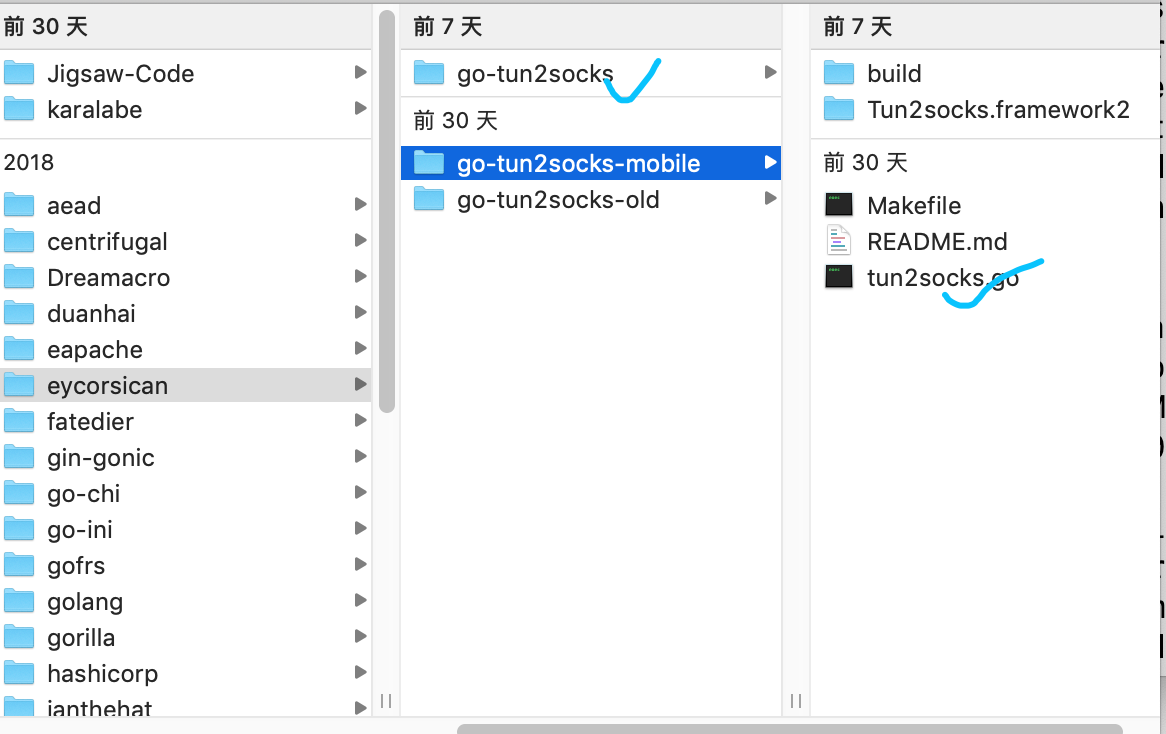 前 30 天
Jigsaw-Code
karalabe
2018
aead
centrifugal
Dreamacro
duanhai
eapache
eycorsican
fatedier
gin-gonic
go-chi
go-ini
gofrs
golang
gorilla
hashicorp
ianthehat
前 7 天
go-tun2socks
前 30 天
go-tun2socks-mobile
go-tun2socks-old
前 7 天
build
Tun2socks.framework2
前 30 天
Makefile
README.md
tun2socks.go